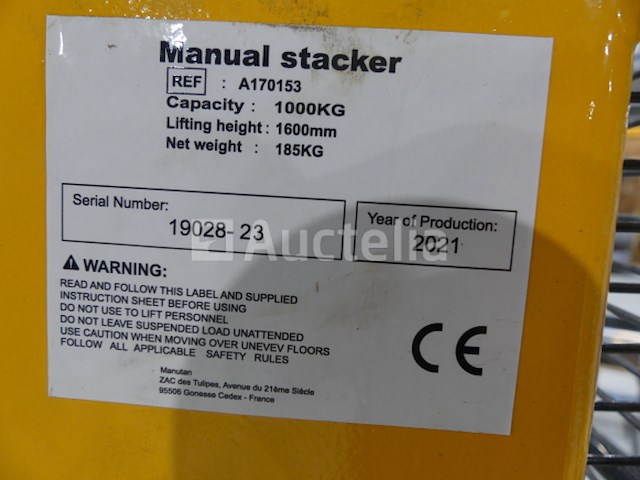 Manual stacker
REF : A170153
Capacity : 1000KG
Lifting height : 1600mm
Net weight : 185KG
Serial Number:
19028-23
Year of Production:
2021
Auctelia
WARNING:
READ AND FOLLOW THIS LABEL AND SUPPLIED
INSTRUCTION SHEET BEFORE USING
DO NOT USE TO LIFT PERSONNEL
DO NOT LEAVE SUSPENDED LOAD UNATTENDED
USE CAUTION WHEN MOVING OVER UNEVEV FLOORS
FOLLOW ALL APPLICABLE SAFETY RULES
CE
Manutan
ZAC des Tulipes, Avenue du 21ème Siècle
95506 Gonesse Cedex - France